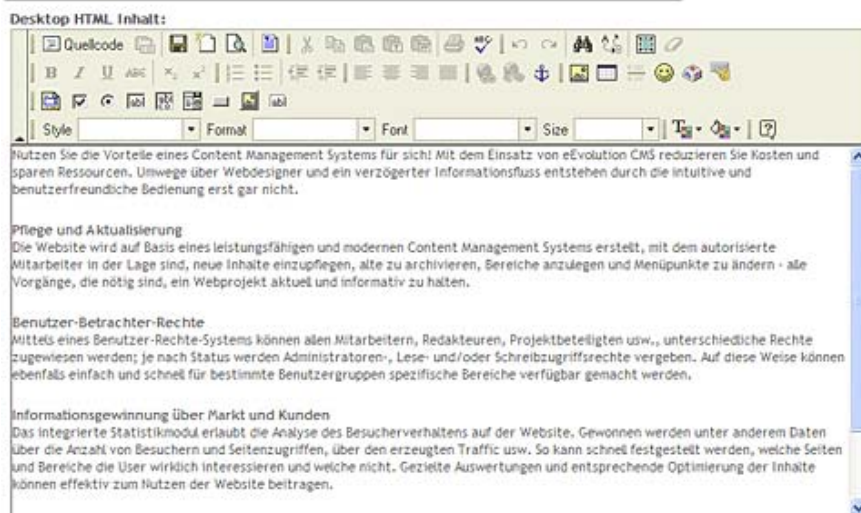 Desktop HTML Inhalt:
Quellcode
Style Format Font Size
Nutzen Sie die Vorteile eines Content Management Systems für sich! Mit dem Einsatz von eEvolution CMS reduzieren Sie Kosten und
sparen Ressourcen. Umwege über Webdesigner und ein verzögerter Informationsfluss entstehen durch die intuitive und
benutzerfreundliche Bedienung erst gar nicht.
Pflege und Aktualisierung
Die Website wird auf Basis eines leistungsfähigen und modernen Content Management Systems erstellt, mit dem autorisierte
Mitarbeiter in der Lage sind, neue Inhalte einzupflegen, alte zu archivieren, Bereiche anzulegen und Menüpunkte zu ändern - alle
Vorgänge, die nötig sind, ein Webprojekt aktuell und informativ zu halten.
Benutzer-Betrachter-Rechte
Mittels eines Benutzer-Rechte-Systems können allen Mitarbeitern, Redakteuren, Projektbeteiligten usw., unterschiedliche Rechte
zugewiesen werden; je nach Status werden Administratoren-, Lese- und/oder Schreibzugriffsrechte vergeben. Auf diese Weise können
ebenfalls einfach und schnell für bestimmte Benutzergruppen spezifische Bereiche verfügbar gemacht werden.
Informationsgewinnung über Markt und Kunden
Das integrierte Statistikmodul erlaubt die Analyse des Besucherverhaltens auf der Website. Gewonnen werden unter anderem Daten
über die Anzahl von Besuchern und Seitenzugriffen, über den erzeugten Traffic usw. So kann schnell festgestellt werden, welche Seiten
und Bereiche die User wirklich interessieren und welche nicht. Gezielte Auswertungen und entsprechende Optimierung der Inhalte
können effektiv zum Nutzen der Website beitragen.